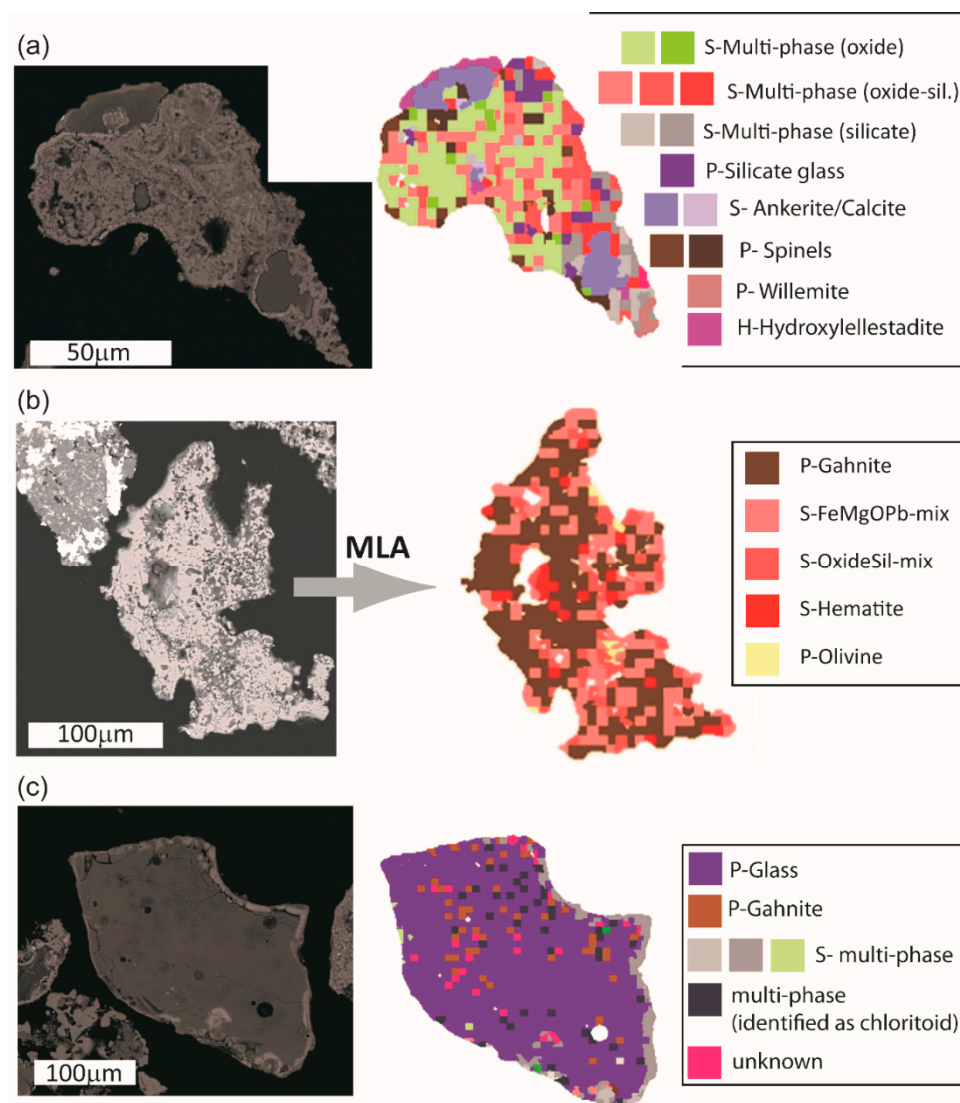 (a)
S-Multi-phase (oxide)
S-Multi-phase (oxide-sil.)
S-Multi-phase (silicate)
P-Silicate glass
S- Ankerite/Calcite
P- Spinels
P- Willemite
H-Hydroxylellestadite
50μm
(b)
MLA
P-Gahnite
S-FeMgOPb-mix
S-OxideSil-mix
S-Hematite
P-Olivine
100μm
(c)
P-Glass
P-Gahnite
S- multi-phase
multi-phase
(identified as chloritoid)
unknown
100μm